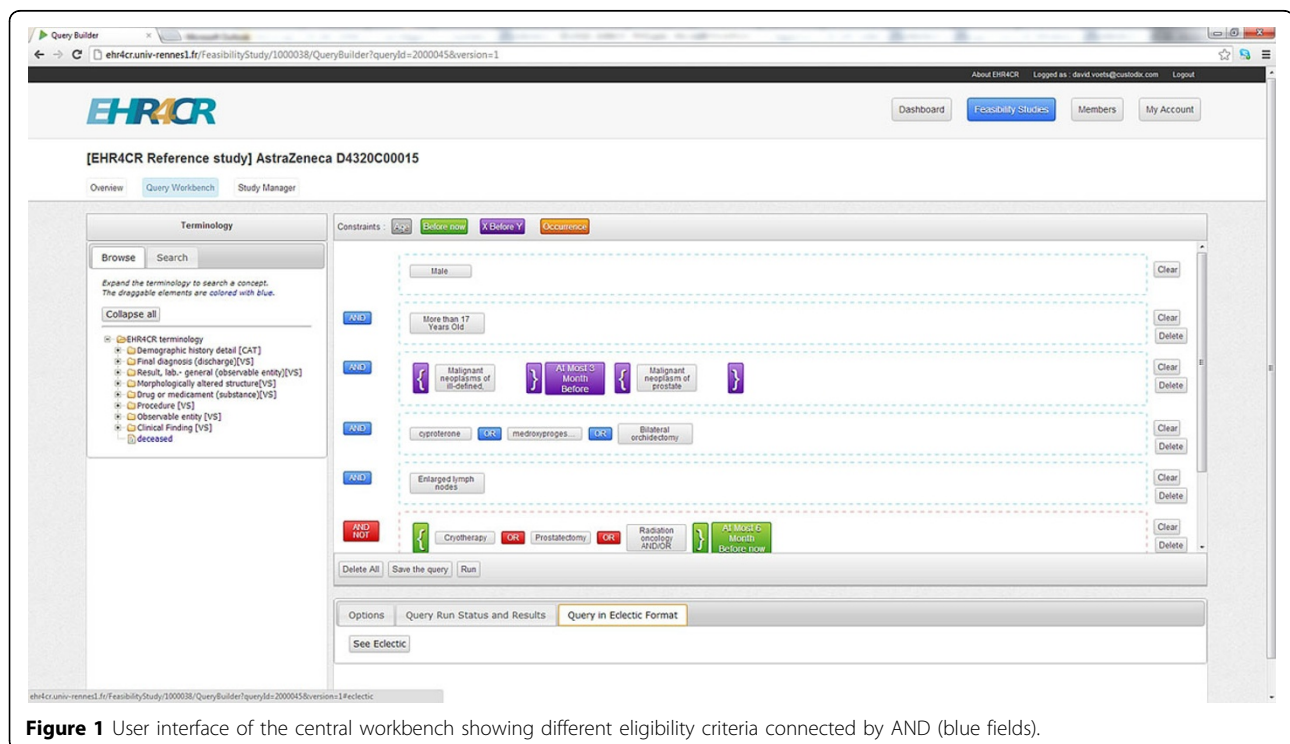 Query Builder
ehr4cr.univ-rennes1.fr/FeasibilityStudy/1000038/QueryBuilder?queryId=2000045&version=1
About EHR4CR Logged as : david.voets@custodix.com Logout
EHR4CR
Dashboard Feasibility Studies Members My Account
[EHR4CR Reference study] AstraZeneca D4320C00015
Overview Query Workbench Study Manager
Terminology
Browse Search
Expand the terminology to search a concept.
The draggable elements are colored with blue.
Collapse all
EHR4CR terminology
Demographic history detail [CAT]
Final diagnosis (discharge)[VS]
Result, lab.- general (observable entity)[VS]
Morphologically altered structure[VS]
Drug or medicament (substance)[VS]
Procedure [VS]
Observable entity [VS]
Clinical Finding [VS]
deceased
Constraints : Age Before now X Before Y Occurrence
Male
Clear
AND
More than 17
Years Old
Clear
Delete
AND
{ Malignant
neoplasms of
ill-defined, } At Most 3
Month
Before { Malignant
neoplasm of
prostate }
Clear
Delete
AND
cyproterone OR medroxyproges... OR Bilateral
orchidectomy
Clear
Delete
AND
Enlarged lymph
nodes
Clear
Delete
AND
NOT
{ Cryotherapy OR Prostatectomy OR Radiation
oncology
AND/OR } At Most 6
Month
Before now
Clear
Delete
Delete All Save the query Run
Options Query Run Status and Results Query in Eclectic Format
See Eclectic
ehr4cr.univ-rennes1.fr/FeasibilityStudy/1000038/QueryBuilder?queryId=2000045&version=1#eclectic
Figure 1 User interface of the central workbench showing different eligibility criteria connected by AND (blue fields).